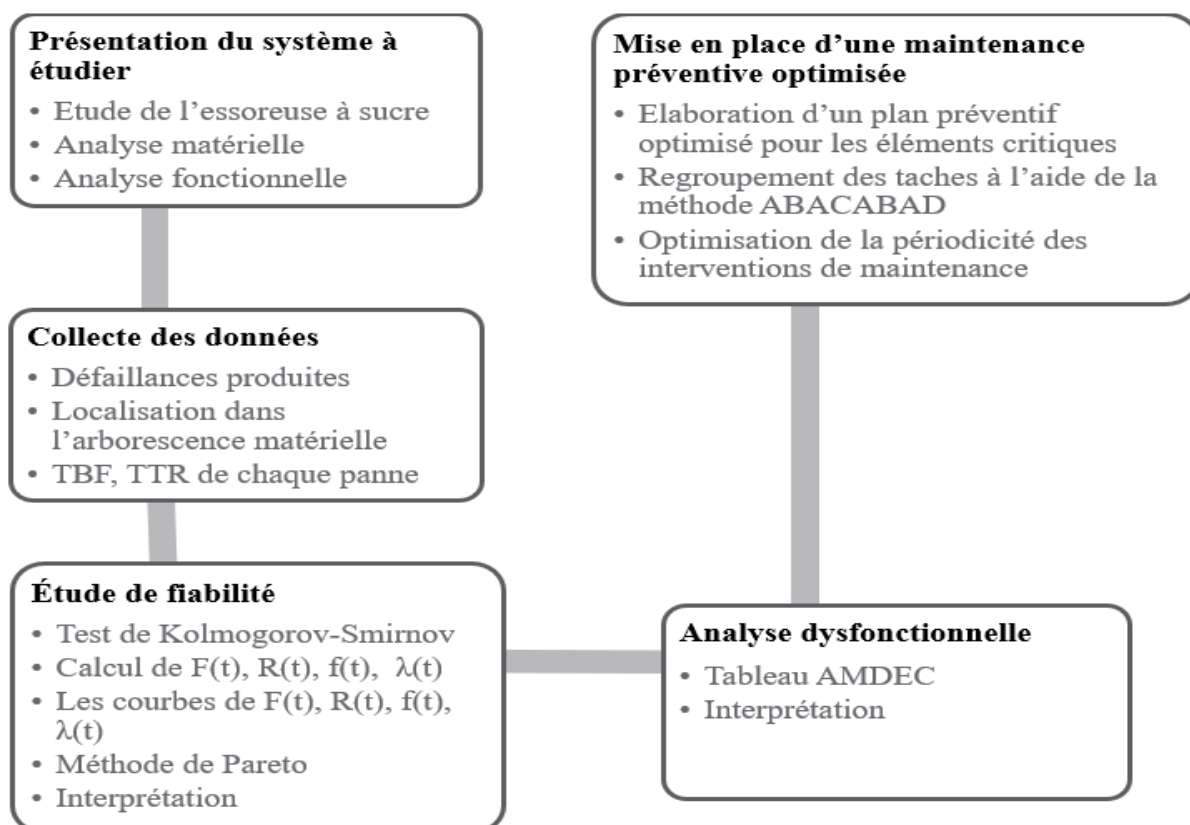 Présentation du système à
étudier
• Etude de l'essoreuse à sucre
• Analyse matérielle
• Analyse fonctionnelle
Collecte des données
• Défaillances produites
• Localisation dans
l'arborescence matérielle
• TBF, TTR de chaque panne
Étude de fiabilité
• Test de Kolmogorov-Smirnov
• Calcul de F(t), R(t), f(t), λ(t)
• Les courbes de F(t), R(t), f(t),
λ(t)
• Méthode de Pareto
• Interprétation
Analyse dysfonctionnelle
• Tableau AMDEC
• Interprétation
Mise en place d'une maintenance
préventive optimisée
• Elaboration d'un plan préventif
optimisé pour les éléments critiques
• Regroupement des taches à l'aide de la
méthode ABACABAD
• Optimisation de la périodicité des
interventions de maintenance